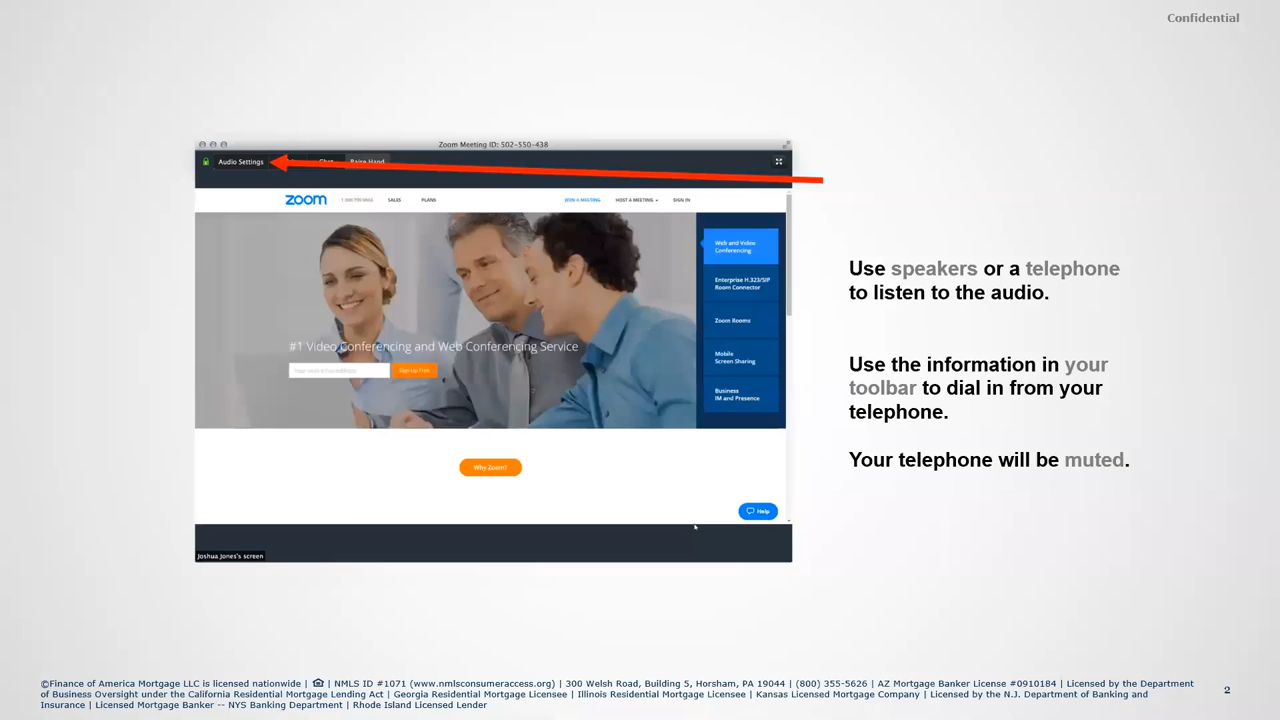 Confidential
Zoom Meeting ID: 502-550-438
Audio Settings
Chat
Raise Hand
zoom
SALES
PLANS
JOIN A MEETING
HOST A MEETING
SIGN IN
Web and Video
Conferencing
Enterprise H.323/SIP
Room Connector
Zoom Rooms
Mobile
Screen Sharing
Business
IM and Presence
#1 Video Conferencing and Web Conferencing Service
Your work email address
Sign Up Free
Why Zoom?
Help
Joshua Jones's screen
Use speakers or a telephone
to listen to the audio.
Use the information in your
toolbar to dial in from your
telephone.
Your telephone will be muted.
©Finance of America Mortgage LLC is licensed nationwide | | NMLS ID #1071 (www.nmlsconsumeraccess.org) | 300 Welsh Road, Building 5, Horsham, PA 19044 | (800) 355-5626 | AZ Mortgage Banker License #0910184 | Licensed by the Department
of Business Oversight under the California Residential Mortgage Lending Act | Georgia Residential Mortgage Licensee | Illinois Residential Mortgage Licensee | Kansas Licensed Mortgage Company | Licensed by the N.J. Department of Banking and
Insurance | Licensed Mortgage Banker -- NYS Banking Department | Rhode Island Licensed Lender
2